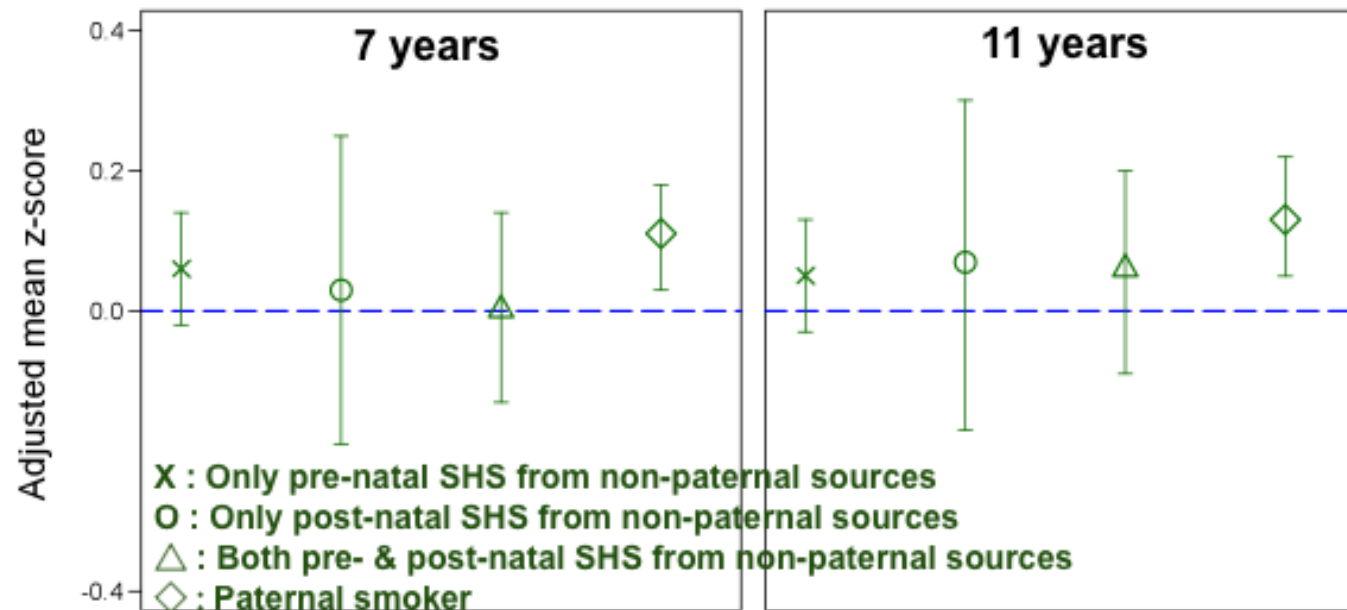 7 years
11 years
0.4
0.2
0.0
-0.4
Adjusted mean z-score
X : Only pre-natal SHS from non-paternal sources
O : Only post-natal SHS from non-paternal sources
△ : Both pre- & post-natal SHS from non-paternal sources
◇ : Paternal smoker